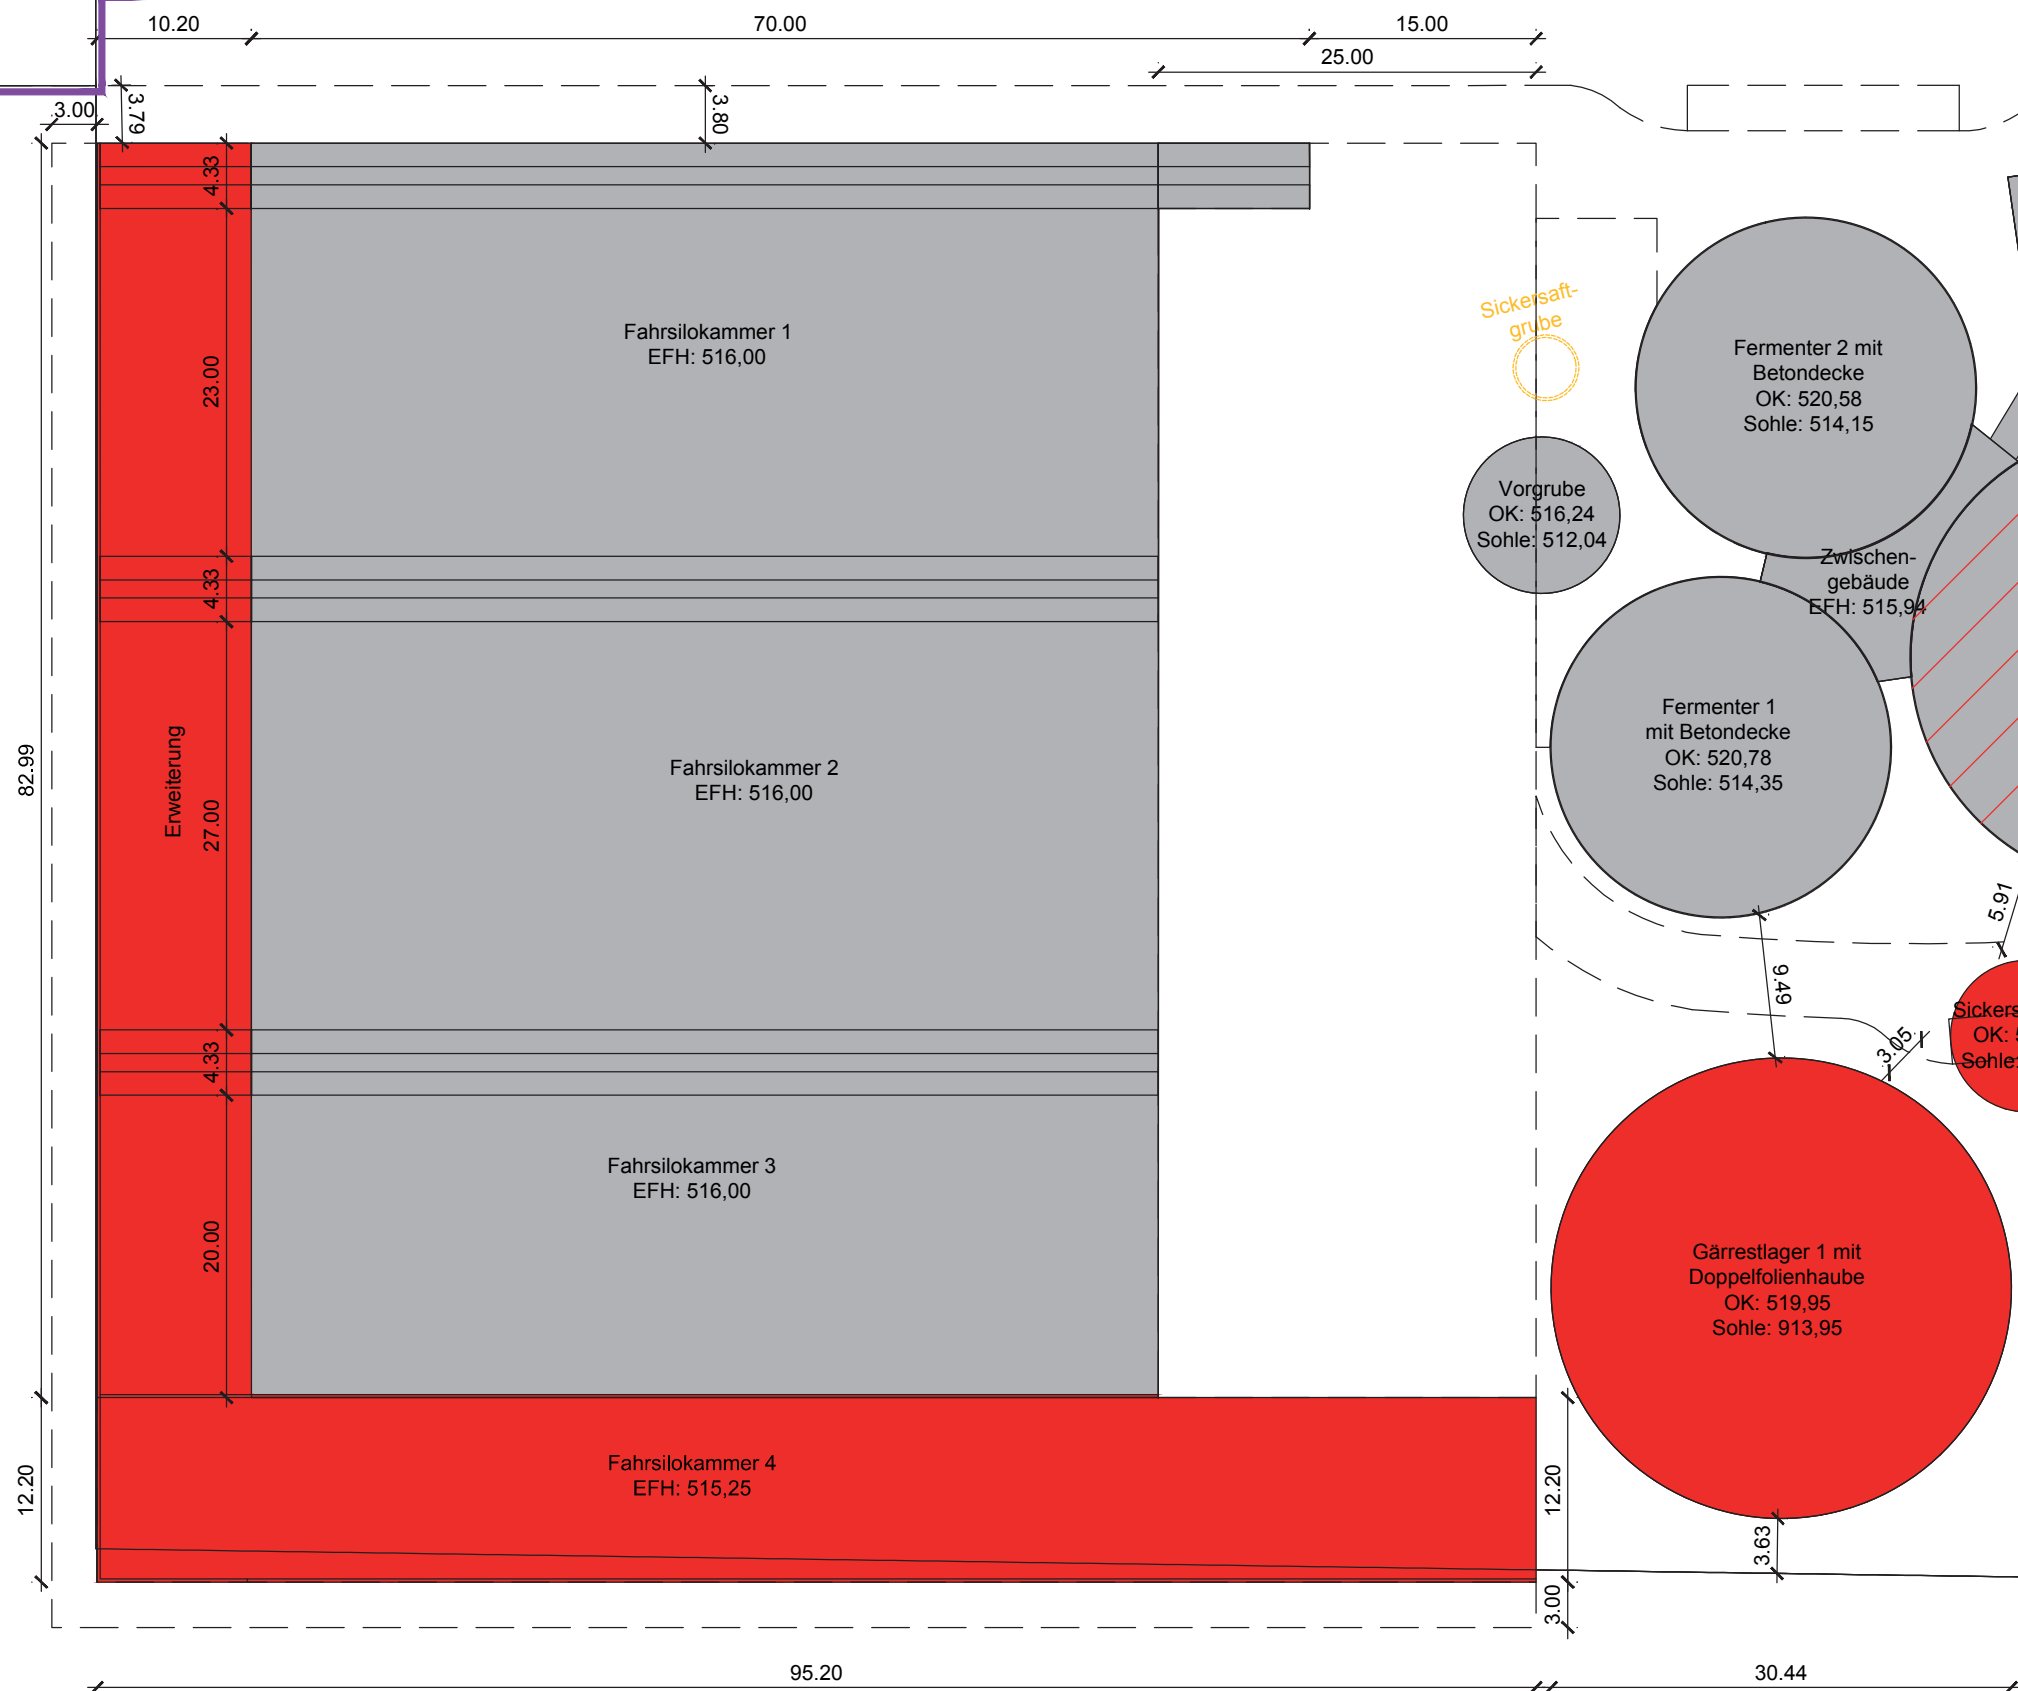 10.20
70.00
15.00
25.00
3.00
3.79
3.80
4.33
Sickersaft-
grube
Fahrsilokammer 1
EFH: 516,00
23.00
Fermenter 2 mit
Betondecke
OK: 520,58
Sohle: 514,15
Vorgrube
OK: 516,24
Sohle: 512,04
4.33
Zwischen-
gebäude
EFH: 515,94
Fermenter 1
mit Betondecke
OK: 520,78
Sohle: 514,35
82.99
Erweiterung
27.00
Fahrsilokammer 2
EFH: 516,00
5.91
9.49
Sickers
OK: 5
Sohle:
3.05
4.33
Fahrsilokammer 3
EFH: 516,00
20.00
Gärrestlager 1 mit
Doppelfolienhaube
OK: 519,95
Sohle: 913,95
Fahrsilokammer 4
EFH: 515,25
12.20
12.20
3.63
3.00
95.20
30.44